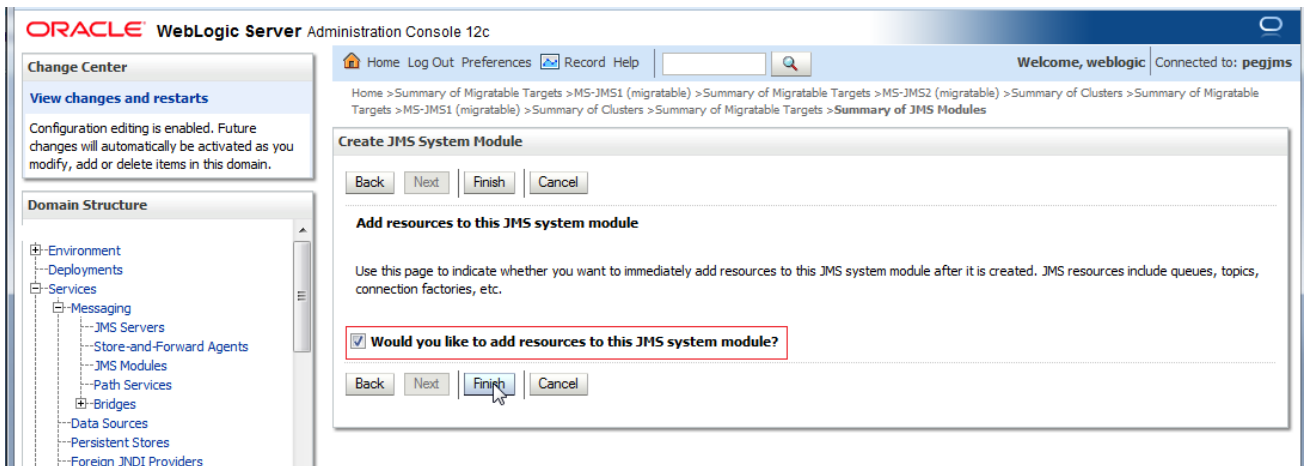 ORACLE WebLogic Server Administration Console 12c
Change Center
View changes and restarts
Configuration editing is enabled. Future
changes will automatically be activated as you
modify, add or delete items in this domain.
Domain Structure
Environment
Deployments
Services
Messaging
JMS Servers
Store-and-Forward Agents
JMS Modules
Path Services
Bridges
Data Sources
Persistent Stores
Foreign JNDI Providers
Home Log Out Preferences Record Help
Welcome, weblogic Connected to: pegjms
Home >Summary of Migratable Targets >MS-JMS1 (migratable) >Summary of Migratable Targets >MS-JMS2 (migratable) >Summary of Clusters >Summary of Migratable
Targets >MS-JMS1 (migratable) >Summary of Clusters >Summary of Migratable Targets >Summary of JMS Modules
Create JMS System Module
Back Next Finish Cancel
Add resources to this JMS system module
Use this page to indicate whether you want to immediately add resources to this JMS system module after it is created. JMS resources include queues, topics,
connection factories, etc.
Would you like to add resources to this JMS system module?
Back Next Finish Cancel